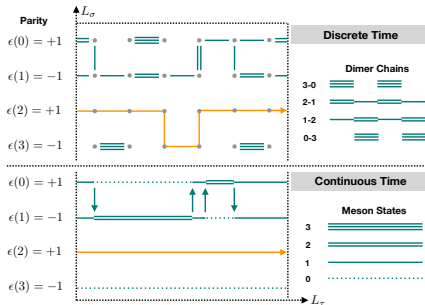 Parity
L_σ
ϵ(0) = +1
Discrete Time
ϵ(1) = −1
Dimer Chains
3-0
2-1
1-2
0-3
ϵ(2) = +1
ϵ(3) = −1
ϵ(0) = +1
Continuous Time
ϵ(1) = −1
Meson States
3
2
1
0
ϵ(2) = +1
ϵ(3) = −1
L_σ